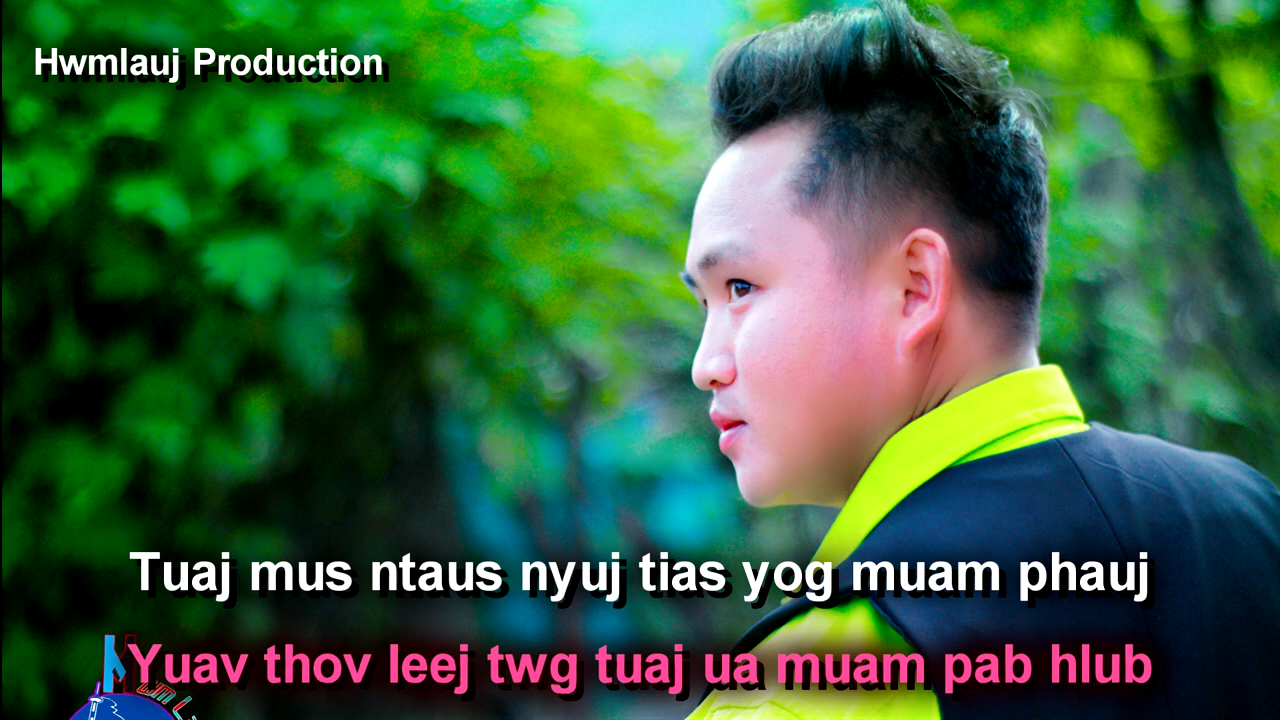 Hwmlauj Production
Tuaj mus ntaus nyuj tias yog muam phauj
Yuav thov leej twg tuaj ua muam pab hlub